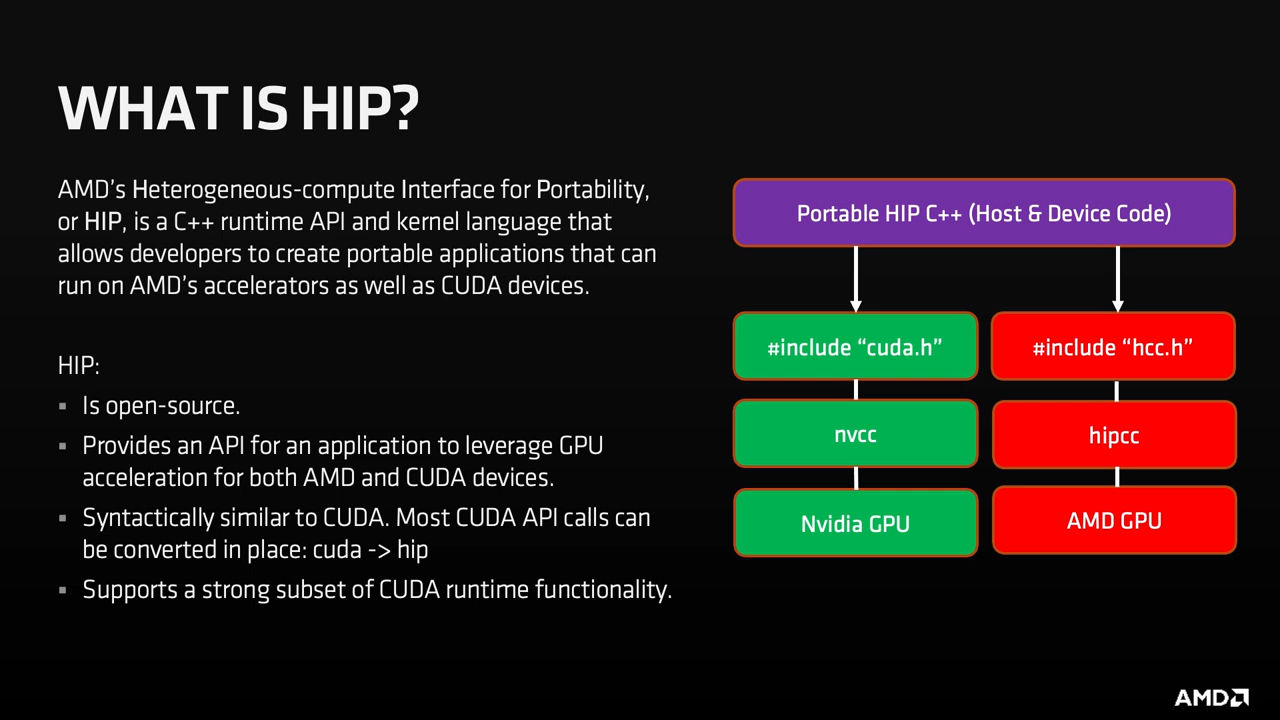 WHAT IS HIP?
AMD’s Heterogeneous-compute Interface for Portability,
or HIP, is a C++ runtime API and kernel language that
allows developers to create portable applications that can
run on AMD’s accelerators as well as CUDA devices.
HIP:
▪ Is open-source.
▪ Provides an API for an application to leverage GPU
acceleration for both AMD and CUDA devices.
▪ Syntactically similar to CUDA. Most CUDA API calls can
be converted in place: cuda -> hip
▪ Supports a strong subset of CUDA runtime functionality.
Portable HIP C++ (Host & Device Code)
#include “cuda.h”
#include “hcc.h”
nvcc
hipcc
Nvidia GPU
AMD GPU
AMD